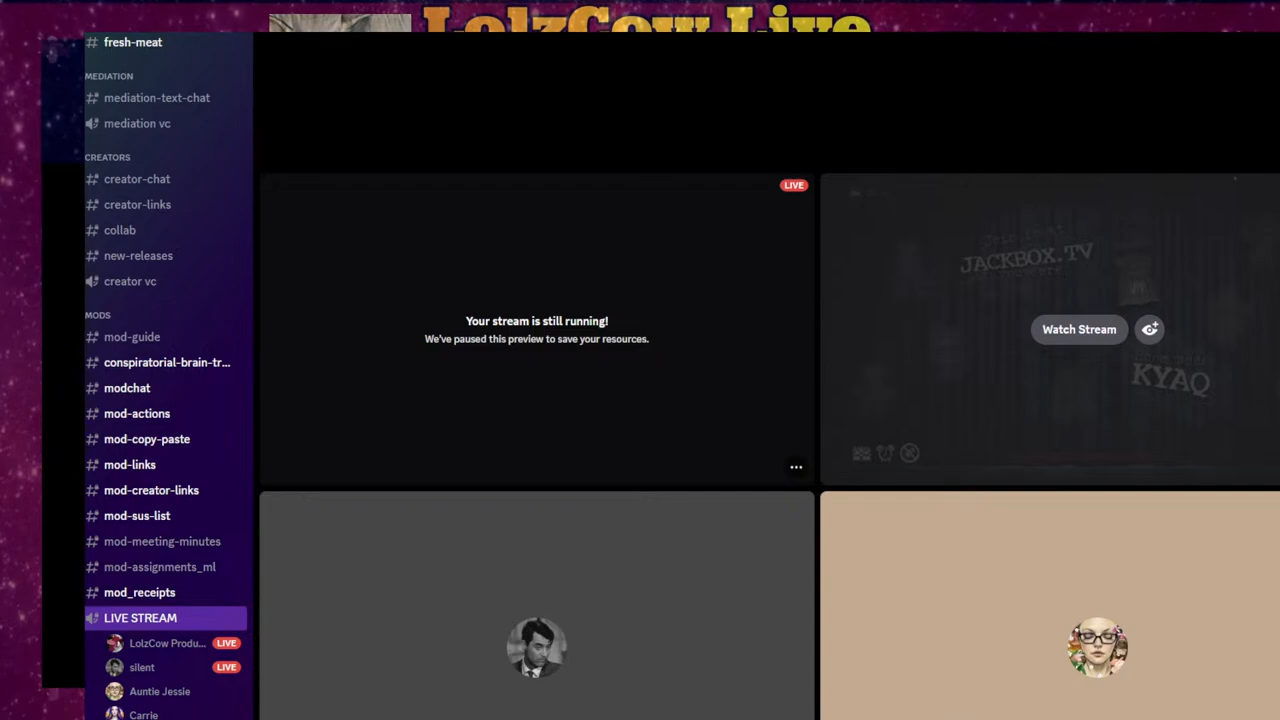 LolzCow Live
fresh-meat
MEDIATION
mediation-text-chat
mediation vc
CREATORS
creator-chat
creator-links
collab
new-releases
creator vc
MODS
mod-guide
conspiratorial-brain-tr...
modchat
mod-actions
mod-copy-paste
mod-links
mod-creator-links
mod-sus-list
mod-meeting-minutes
mod-assignments_ml
mod_receipts
LIVE STREAM
LolzCow Produ... LIVE
silent LIVE
Auntie Jessie
Carrie
LIVE
Your stream is still running!
We've paused this preview to save your resources.
JACKBOX.TV
Watch Stream
KYAQ